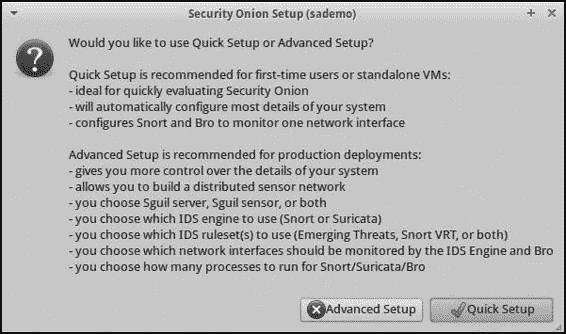 Security Onion Setup (sademo)
Would you like to use Quick Setup or Advanced Setup?
Quick Setup is recommended for first-time users or standalone VMs:
- ideal for quickly evaluating Security Onion
- will automatically configure most details of your system
- configures Snort and Bro to monitor one network interface
Advanced Setup is recommended for production deployments:
- gives you more control over the details of your system
- allows you to build a distributed sensor network
- you choose Sguil server, Sguil sensor, or both
- you choose which IDS engine to use (Snort or Suricata)
- you choose which IDS ruleset(s) to use (Emerging Threats, Snort VRT, or both)
- you choose which network interfaces should be monitored by the IDS Engine and Bro
- you choose how many processes to run for Snort/Suricata/Bro
Advanced Setup
Quick Setup